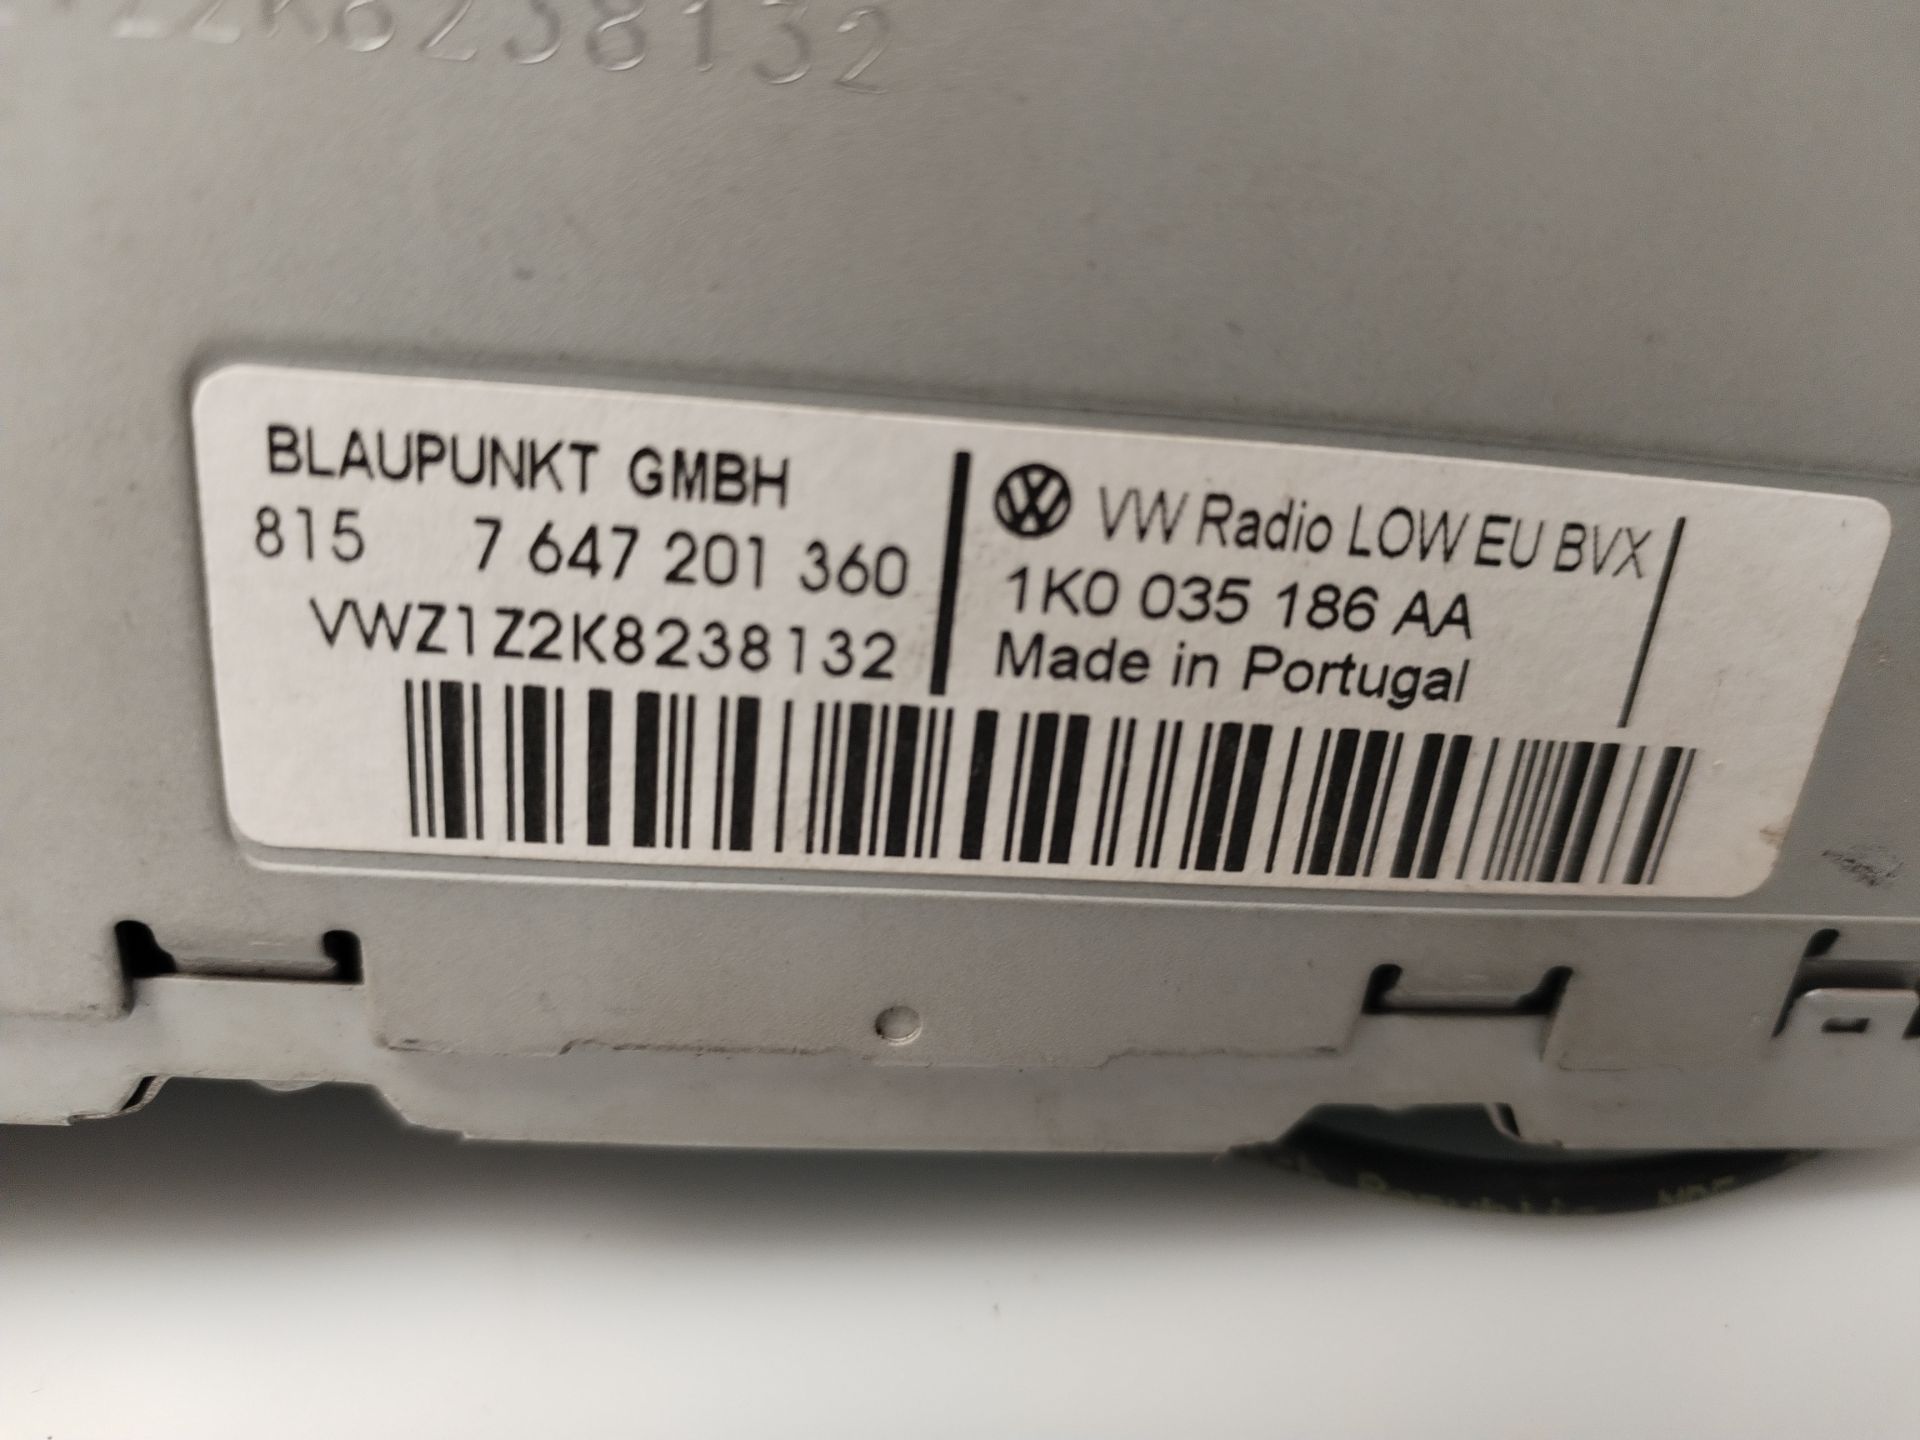 Z2K8238132
BLAUPUNKT GMBH
815 7 647 201 360
VWZ1Z2K8238132
VW Radio LOW EU BVX
1K0 035 186 AA
Made in Portugal